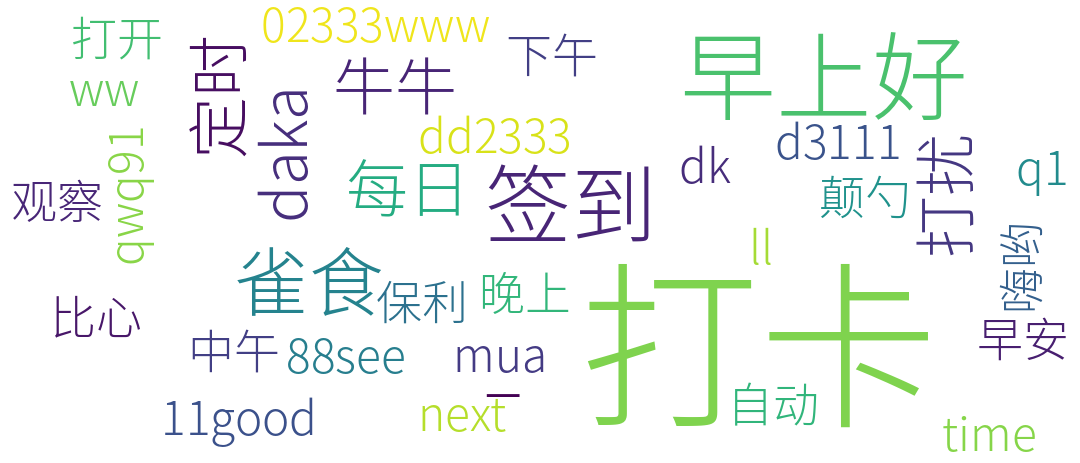 02333www
打开
定时
牛牛
下午
早上好
ww
daka
dd2333
d3111
qwq91
每日
签到
dk
颠勺
打扰
q1
观察
雀食
保利
晚上
ll
嗨哟
比心
中午
88see
mua
打卡
早安
11good
next
自动
time